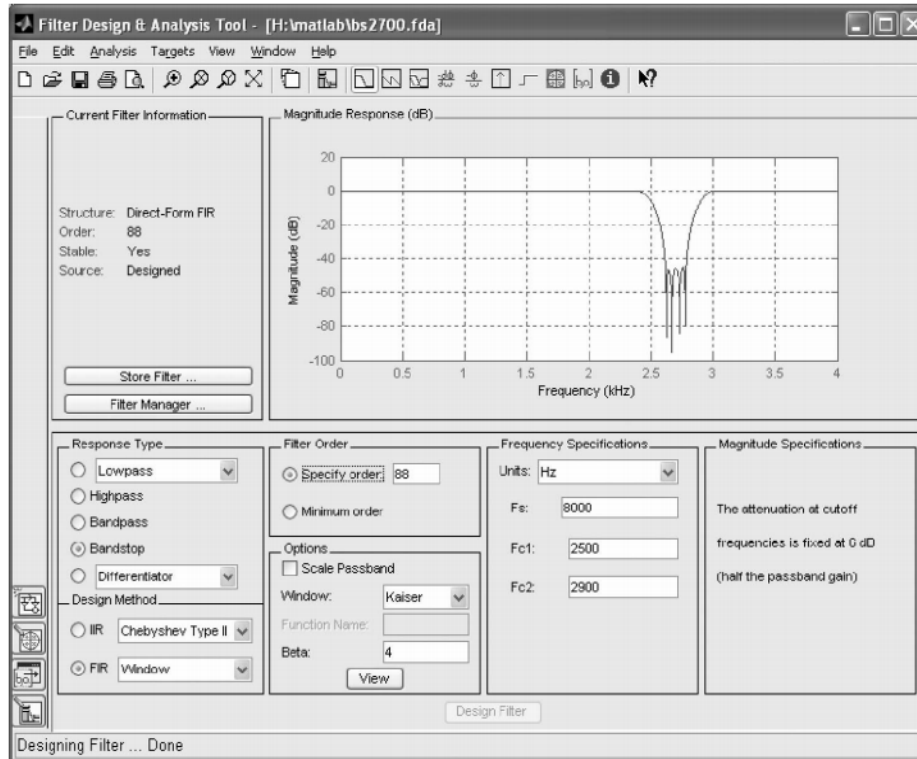 Filter Design & Analysis Tool - [H:\matlab\bs2700.fda]
File Edit Analysis Targets View Window Help
Current Filter Information
Structure: Direct-Form FIR
Order: 88
Stable: Yes
Source: Designed
Store Filter ...
Filter Manager ...
Magnitude Response (dB)
Magnitude (dB)
20
0
-20
-40
-60
-80
-100
0 0.5 1 1.5 2 2.5 3 3.5 4
Frequency (kHz)
Response Type
Lowpass
Highpass
Bandpass
Bandstop
Differentiator
Design Method
IIR Chebyshev Type II
FIR Window
Filter Order
Specify order: 88
Minimum order
Options
Scale Passband
Window: Kaiser
Function Name:
Beta: 4
View
Frequency Specifications
Units: Hz
Fs: 8000
Fc1: 2500
Fc2: 2900
Magnitude Specifications
The attenuation at cutoff
frequencies is fixed at 6 dB
(half the passband gain)
Design Filter
Designing Filter ... Done